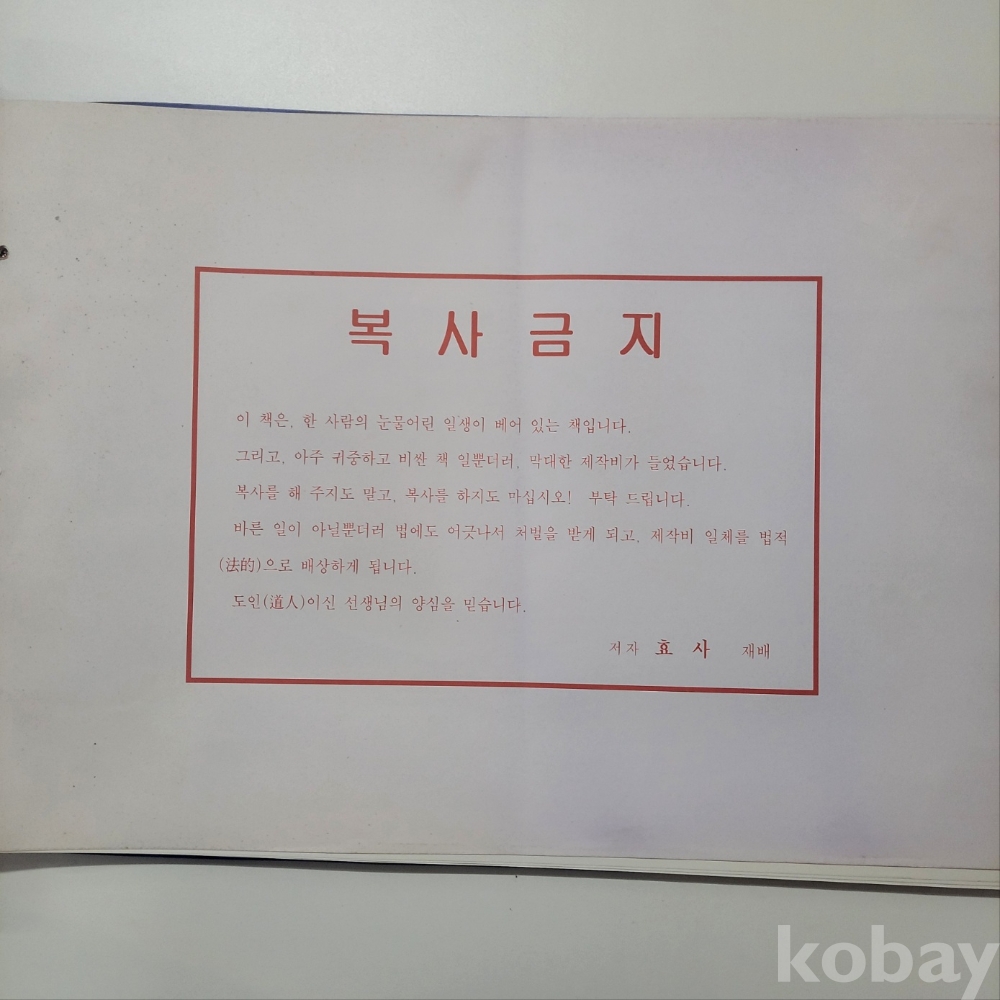 복 사 금 지
이 책은, 한 사람의 눈물어린 일생이 베어 있는 책입니다.
그리고, 아주 귀중하고 비싼 책 일뿐더러, 막대한 제작비가 들었습니다.
복사를 해 주지도 말고, 복사를 하지도 마십시오! 부탁 드립니다.
바른 일이 아닐뿐더러 법에도 어긋나서 처벌을 받게 되고, 제작비 일체를 법적
(法的)으로 배상하게 됩니다.
도인(道人)이신 선생님의 양심을 믿습니다.
저자 효 사 재배
kobay